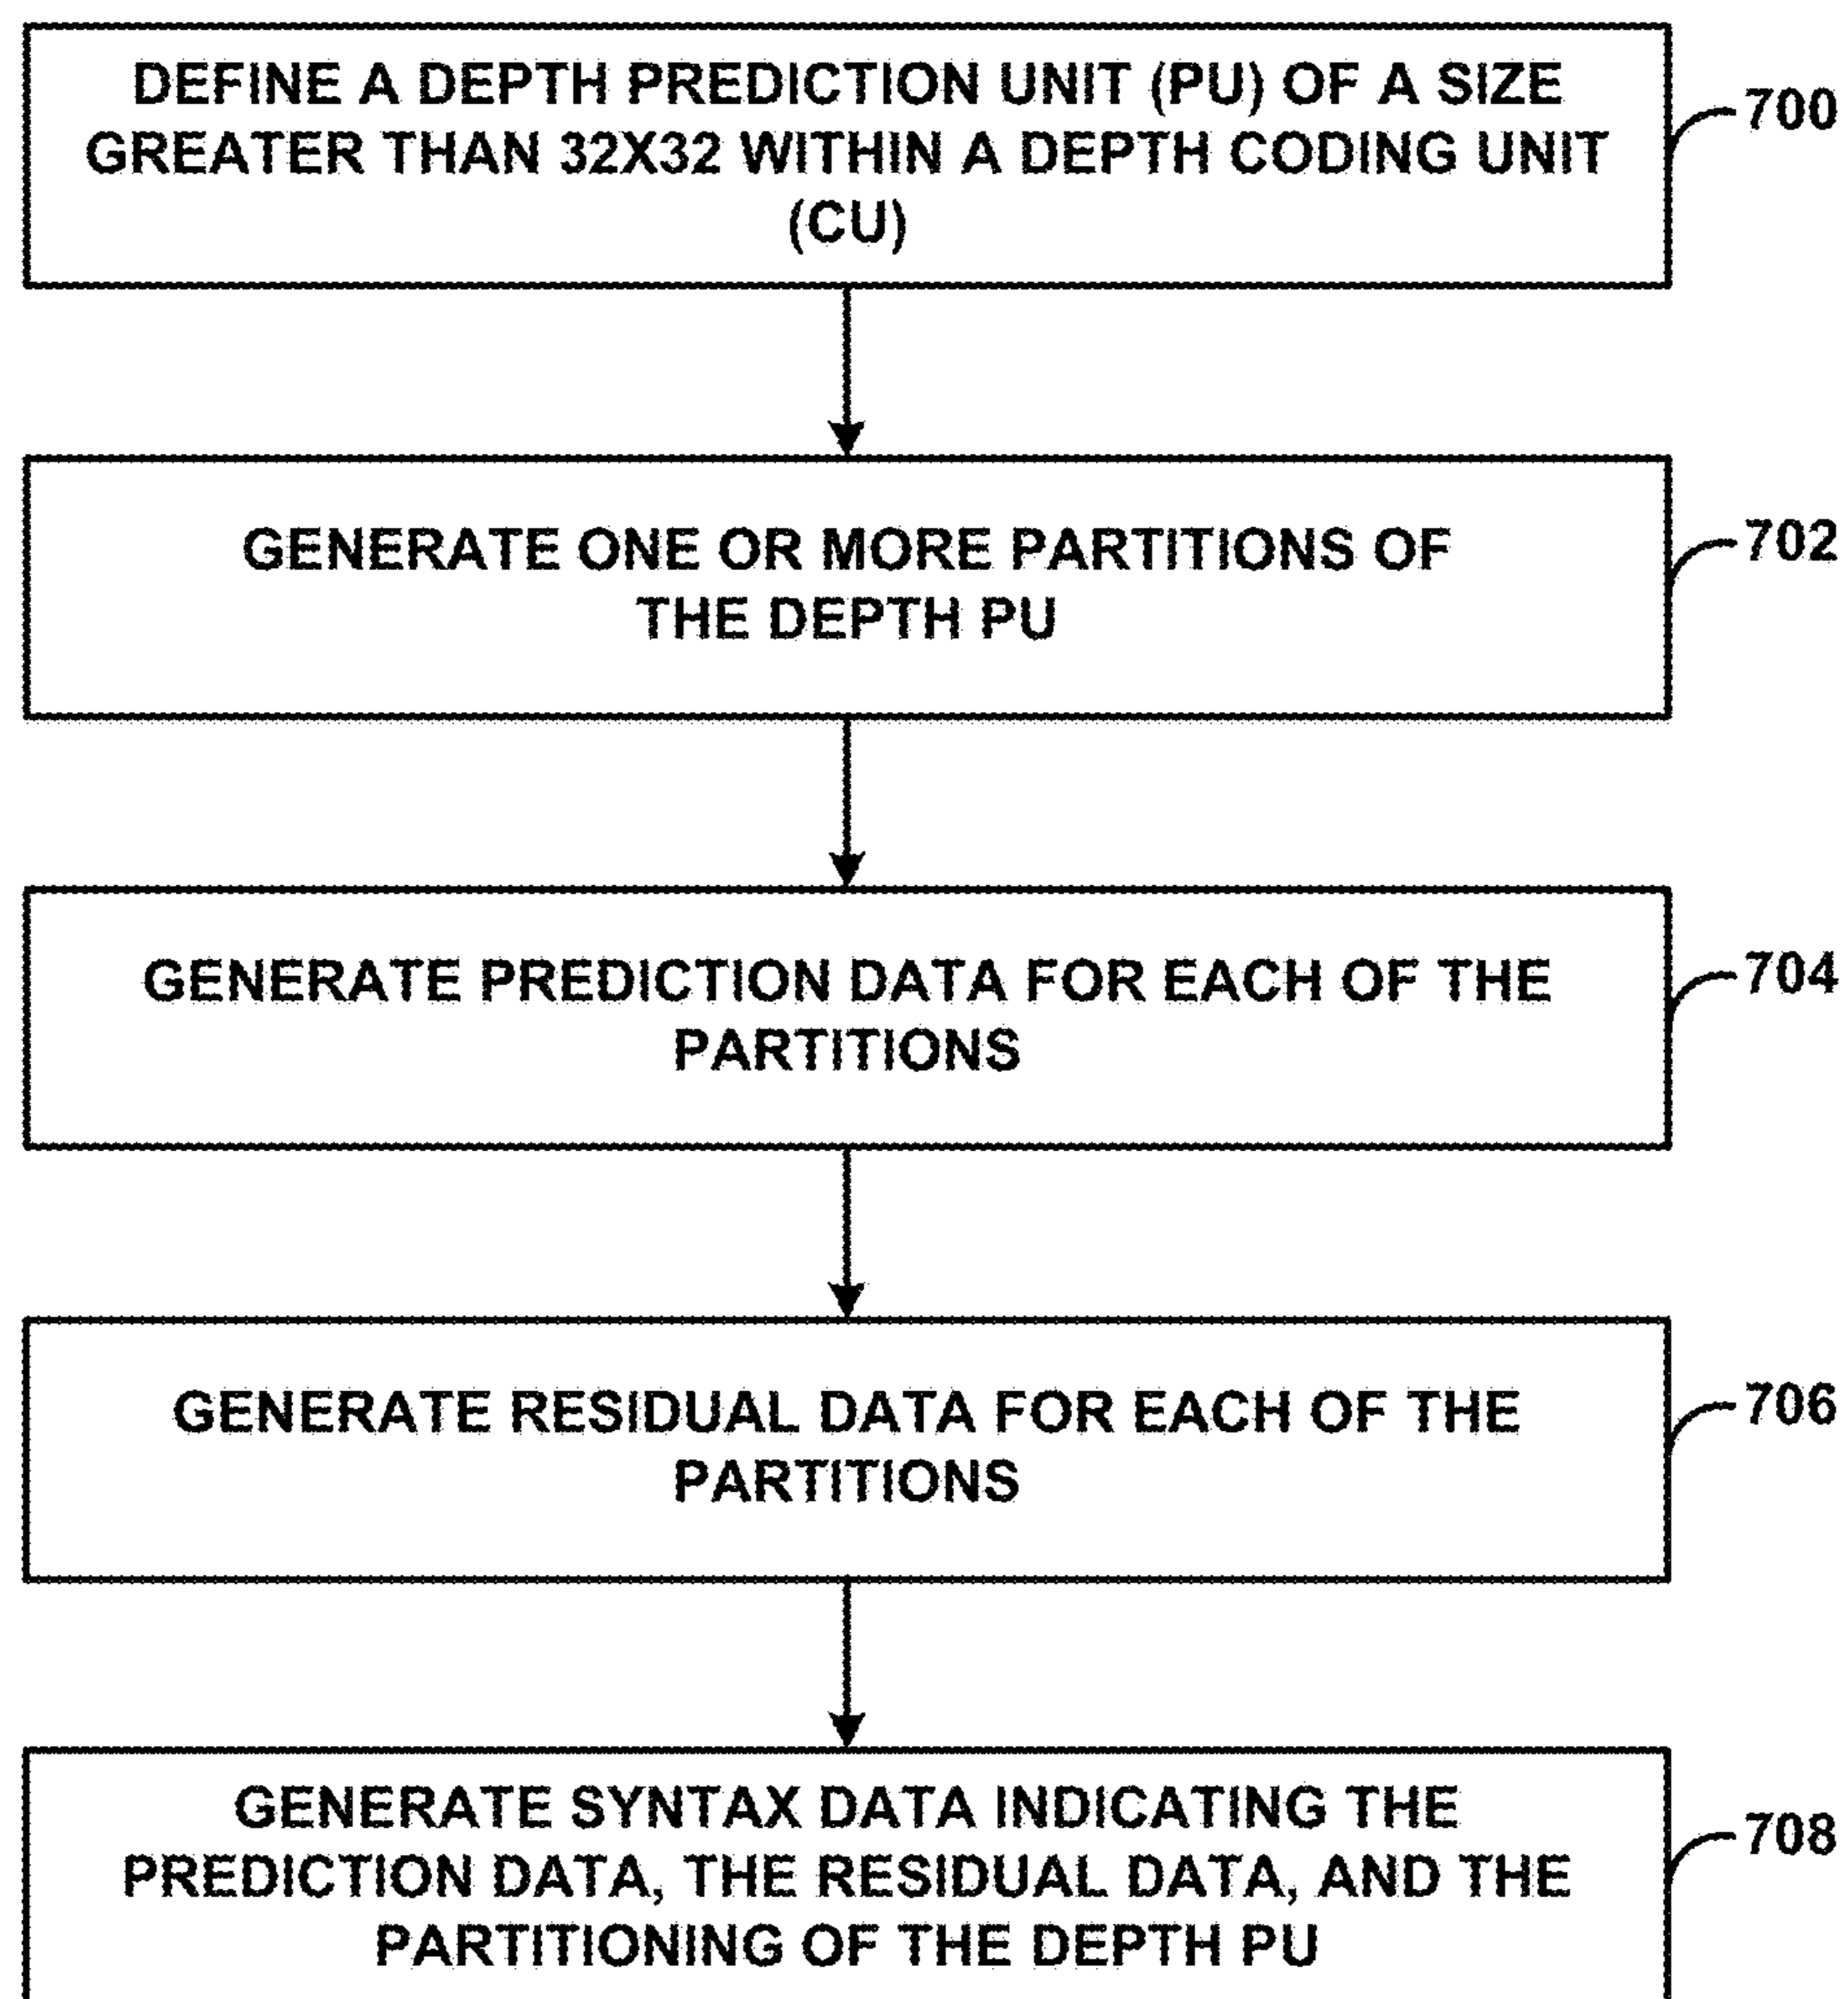 DEFINE A DEPTH PREDICTION UNIT (PU) OF A SIZE
GREATER THAN 32X32 WITHIN A DEPTH CODING UNIT
(CU)
700
GENERATE ONE OR MORE PARTITIONS OF
THE DEPTH PU
702
GENERATE PREDICTION DATA FOR EACH OF THE
PARTITIONS
704
GENERATE RESIDUAL DATA FOR EACH OF THE
PARTITIONS
706
GENERATE SYNTAX DATA INDICATING THE
PREDICTION DATA, THE RESIDUAL DATA, AND THE
PARTITIONING OF THE DEPTH PU
708